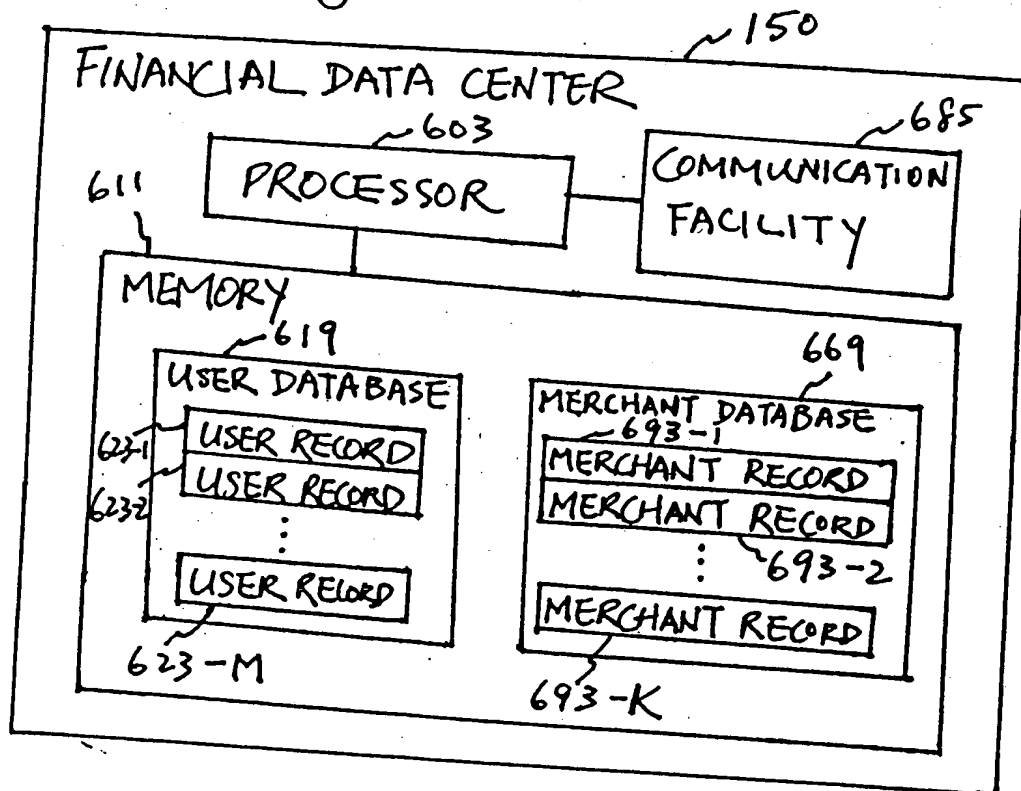 150
FINANCIAL DATA CENTER
603
685
611
PROCESSOR
COMMUNICATION
FACILITY
MEMORY
619
669
USER DATABASE
MERCHANT DATABASE
693-1
623-1
USER RECORD
MERCHANT RECORD
623-2
USER RECORD
MERCHANT RECORD
693-2
USER RECORD
MERCHANT RECORD
623-M
693-K